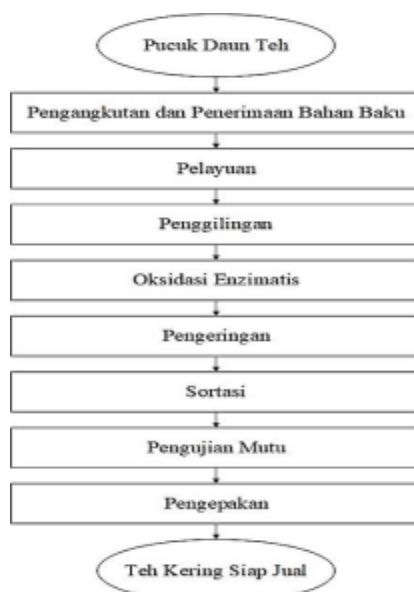 Pucuk Daun Teh
Pengangkutan dan Penerimaan Bahan Baku
Pelayuan
Penggilingan
Oksidasi Enzimatis
Pengeringan
Sortasi
Pengujian Mutu
Pengepakan
Teh Kering Siap Jual